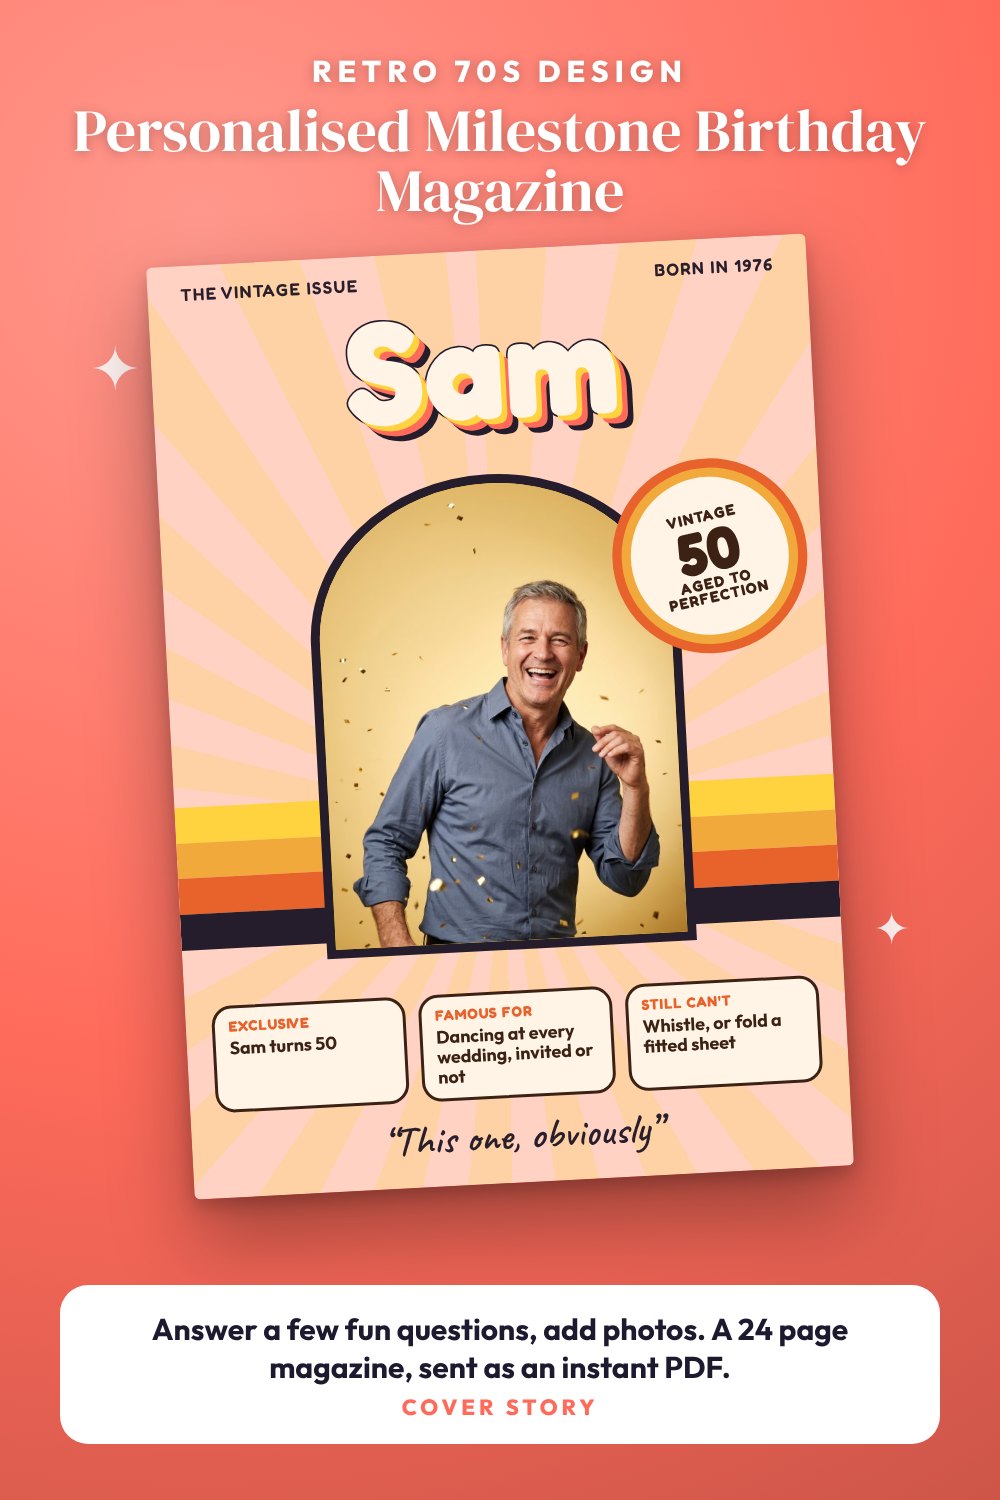 RETRO 70S DESIGN
Personalised Milestone Birthday
Magazine
THE VINTAGE ISSUE
BORN IN 1976
Sam
VINTAGE
50
AGED TO
PERFECTION
EXCLUSIVE
Sam turns 50
FAMOUS FOR
Dancing at every
wedding, invited or
not
STILL CAN'T
Whistle, or fold a
fitted sheet
“This one, obviously”
Answer a few fun questions, add photos. A 24 page
magazine, sent as an instant PDF.
COVER STORY